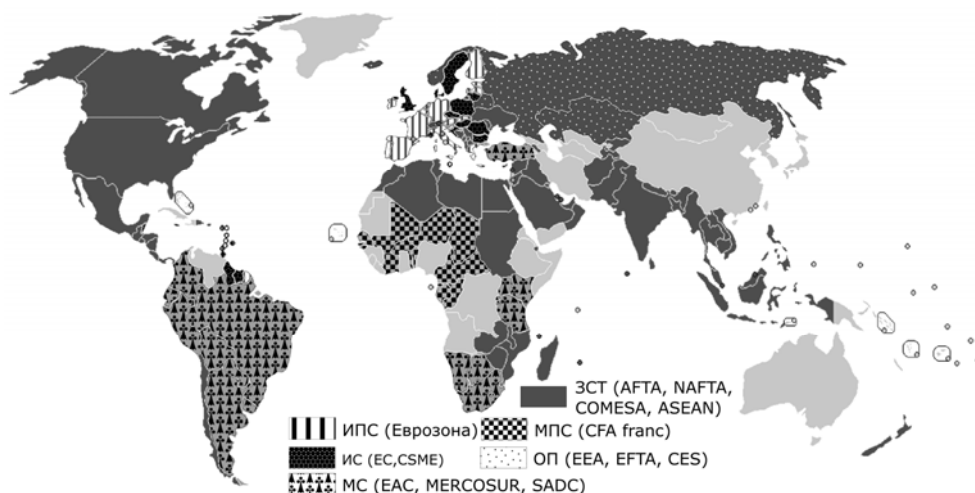 ЗСТ (AFTA, NAFTA,
COMESA, ASEAN)
ИПС (Еврозона)
МПС (CFA franc)
ИС (ЕС,CSME)
ОП (EEA, EFTA, CES)
МС (EAC, MERCOSUR, SADC)